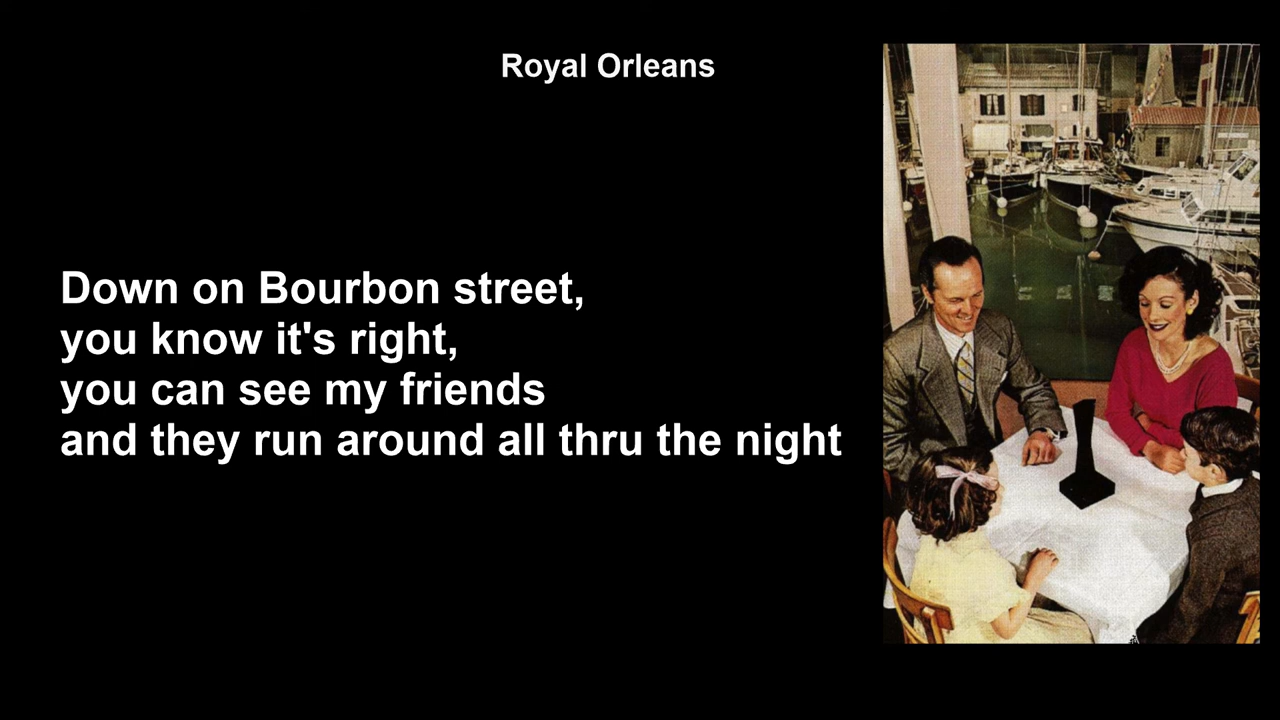 Royal Orleans
Down on Bourbon street,
you know it's right,
you can see my friends
and they run around all thru the night